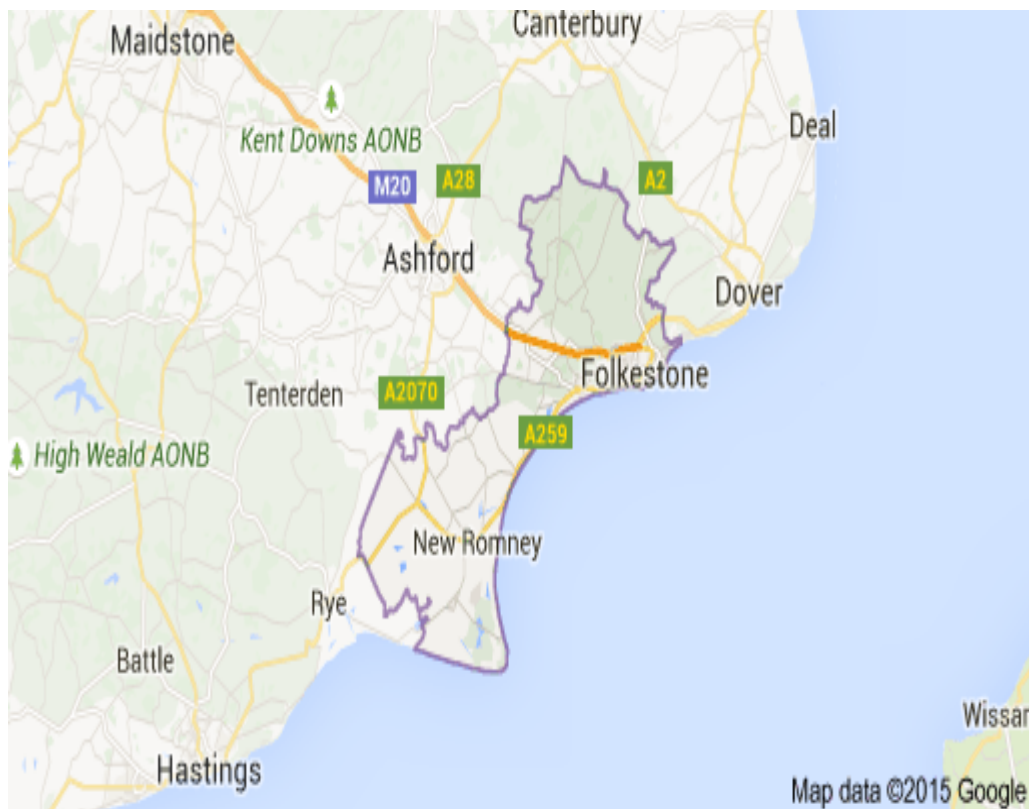 Canterbury
Maidstone
Deal
Kent Downs AONB
A28
A2
M20
Ashford
Dover
Folkestone
Tenterden
A2070
A259
High Weald AONB
New Romney
Rye
Battle
Wissan
Hastings
Map data ©2015 Google